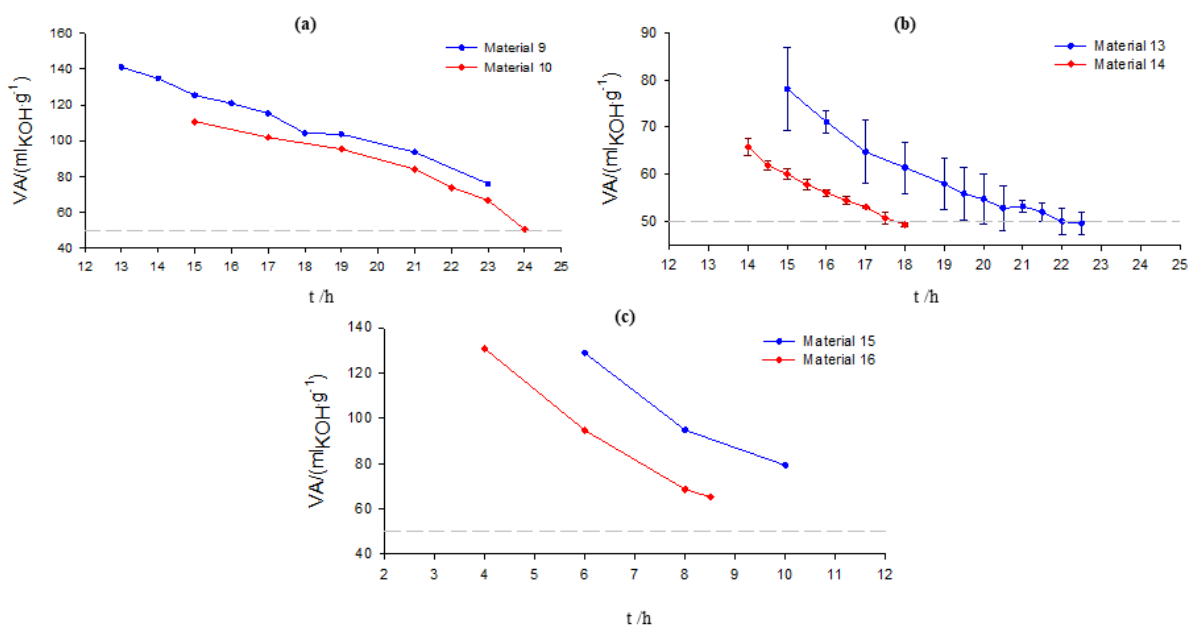 (a)
160
140
120
100
80
60
40
VA/(ml KOH·g⁻¹)
Material 9
Material 10
12 13 14 15 16 17 18 19 20 21 22 23 24 25
t /h
(b)
90
80
70
60
50
VA/(ml KOH·g⁻¹)
Material 13
Material 14
12 13 14 15 16 17 18 19 20 21 22 23 24 25
t /h
(c)
140
120
100
80
60
40
VA/(ml KOH·g⁻¹)
Material 15
Material 16
2 3 4 5 6 7 8 9 10 11 12
t /h